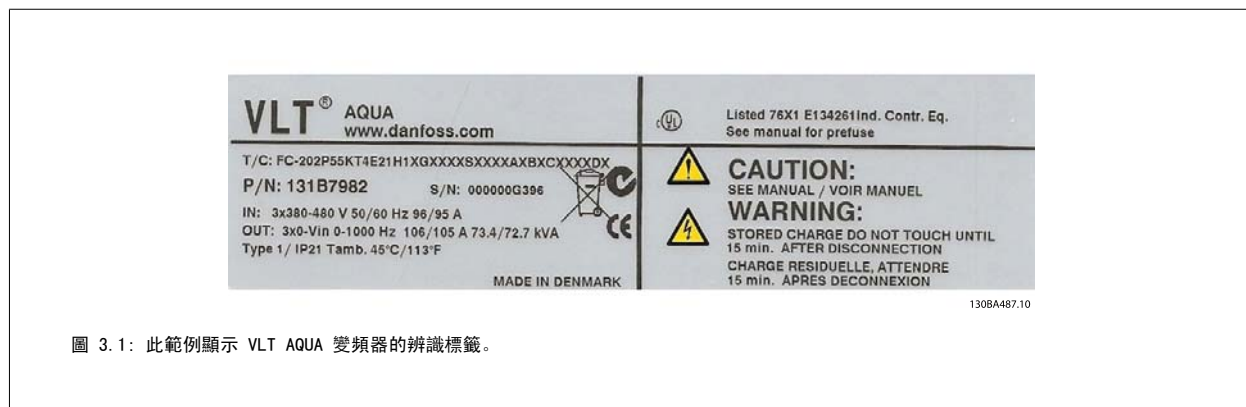 VLT® AQUA
www.danfoss.com
T/C: FC-202P55KT4E21H1XGXXXXSXXXXAXBXCXXXXDX
P/N: 131B7982 S/N: 000000G396
IN: 3x380-480 V 50/60 Hz 96/95 A
OUT: 3x0-Vin 0-1000 Hz 106/105 A 73.4/72.7 kVA
Type 1/ IP21 Tamb. 45°C/113°F
MADE IN DENMARK
c UL
Listed 76X1 E134261Ind. Contr. Eq.
See manual for prefuse
CAUTION:
SEE MANUAL / VOIR MANUEL
WARNING:
STORED CHARGE DO NOT TOUCH UNTIL
15 min. AFTER DISCONNECTION
CHARGE RESIDUELLE, ATTENDRE
15 min. APRES DECONNEXION
CE
130BA487.10
圖 3.1: 此範例顯示 VLT AQUA 變頻器的辨識標籤。